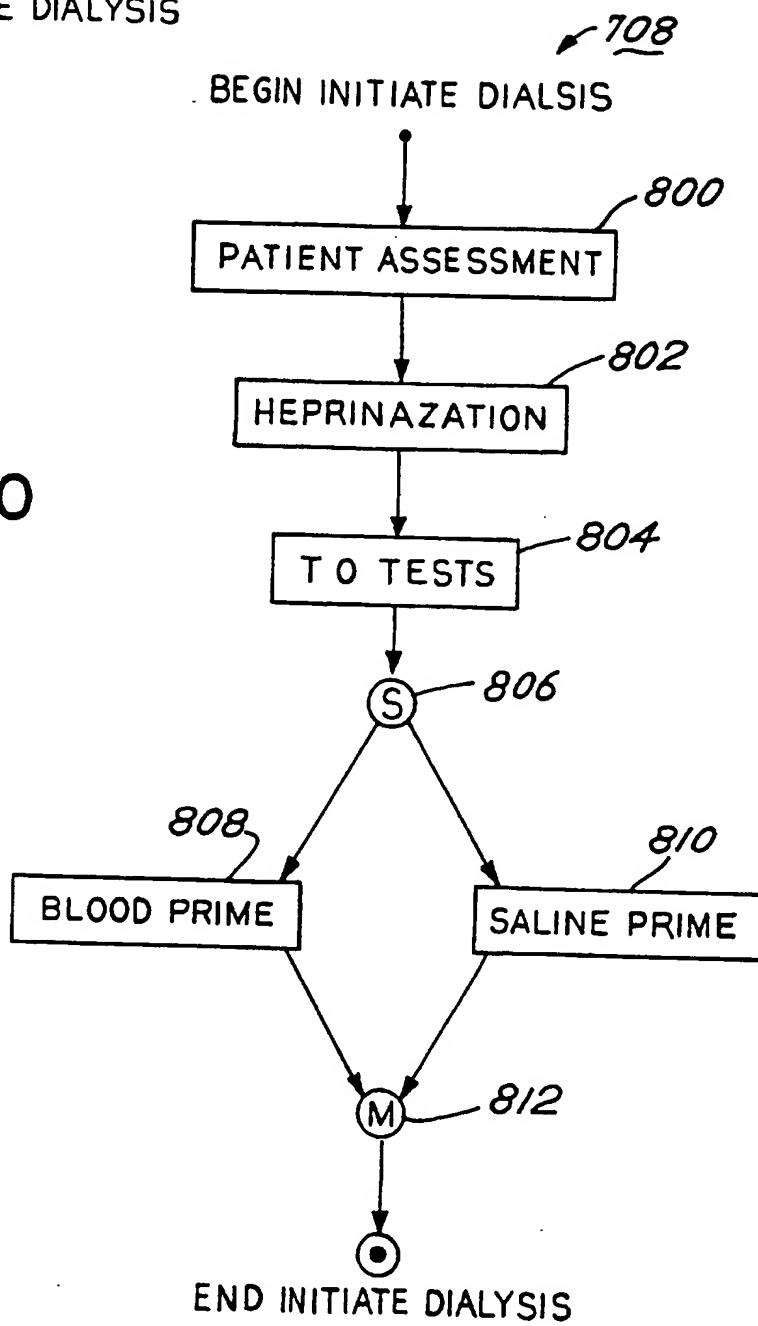 E DIALYSIS
708
BEGIN INITIATE DIALSIS
800
PATIENT ASSESSMENT
802
HEPRINAZATION
O
804
T O TESTS
S
806
808
BLOOD PRIME
810
SALINE PRIME
M
812
END INITIATE DIALYSIS